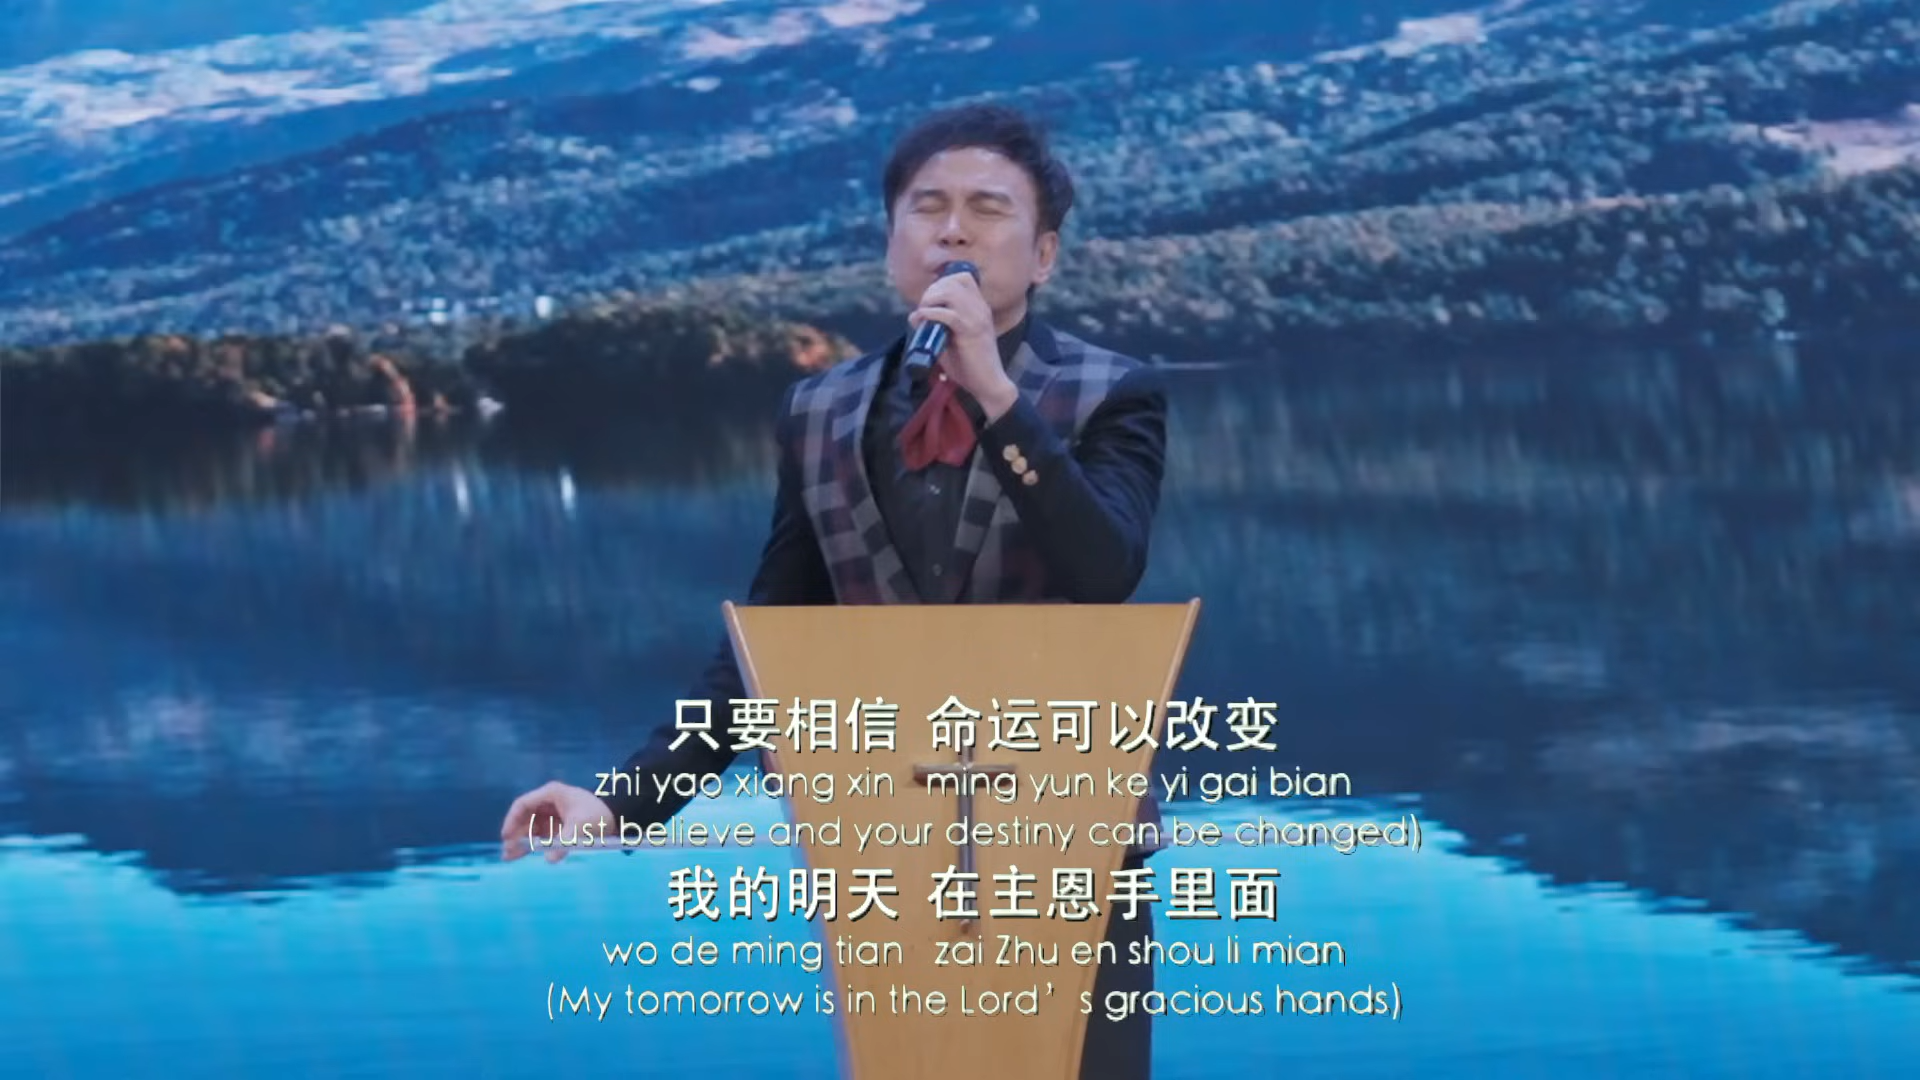 只要相信 命运可以改变
zhi yao xiang xin ming yun ke yi gai bian
(Just believe and your destiny can be changed)
我的明天 在主恩手里面
wo de ming tian zai Zhu en shou li mian
(My tomorrow is in the Lord's gracious hands)